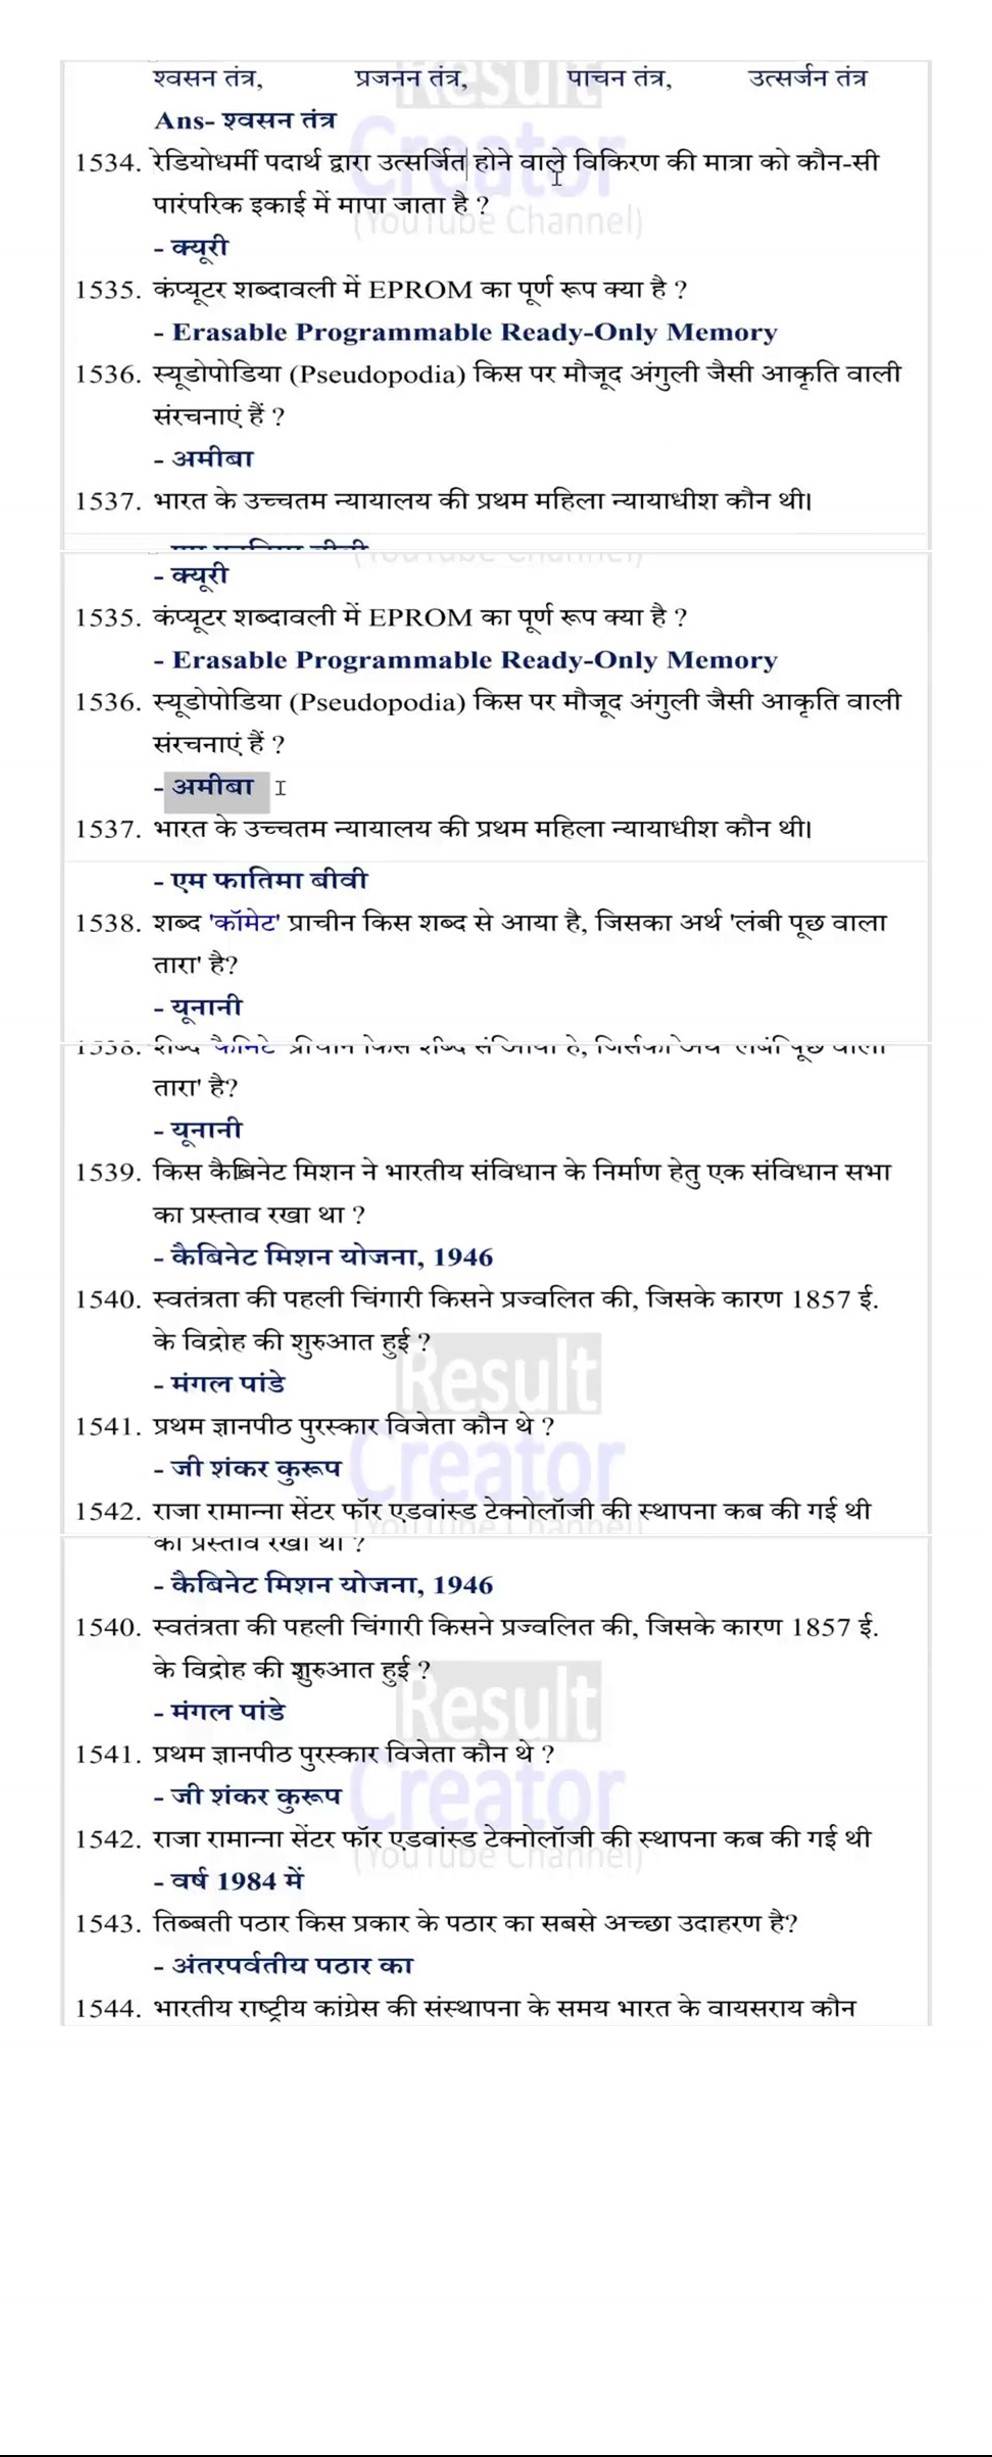 श्वसन तंत्र, प्रजनन तंत्र, पाचन तंत्र, उत्सर्जन तंत्र
Ans- श्वसन तंत्र
1534. रेडियोधर्मी पदार्थ द्वारा उत्सर्जित होने वाले विकिरण की मात्रा को कौन-सी
पारंपरिक इकाई में मापा जाता है ?
- क्यूरी
1535. कंप्यूटर शब्दावली में EPROM का पूर्ण रूप क्या है ?
- Erasable Programmable Ready-Only Memory
1536. स्यूडोपोडिया (Pseudopodia) किस पर मौजूद अंगुली जैसी आकृति वाली
संरचनाएं हैं ?
- अमीबा
1537. भारत के उच्चतम न्यायालय की प्रथम महिला न्यायाधीश कौन थी।
- क्यूरी
1535. कंप्यूटर शब्दावली में EPROM का पूर्ण रूप क्या है ?
- Erasable Programmable Ready-Only Memory
1536. स्यूडोपोडिया (Pseudopodia) किस पर मौजूद अंगुली जैसी आकृति वाली
संरचनाएं हैं ?
- अमीबा
1537. भारत के उच्चतम न्यायालय की प्रथम महिला न्यायाधीश कौन थी।
- एम फातिमा बीवी
1538. शब्द 'कॉमेट' प्राचीन किस शब्द से आया है, जिसका अर्थ 'लंबी पूछ वाला
तारा' है?
- यूनानी
तारा' है?
- यूनानी
1539. किस कैबिनेट मिशन ने भारतीय संविधान के निर्माण हेतु एक संविधान सभा
का प्रस्ताव रखा था ?
- कैबिनेट मिशन योजना, 1946
1540. स्वतंत्रता की पहली चिंगारी किसने प्रज्वलित की, जिसके कारण 1857 ई.
के विद्रोह की शुरुआत हुई ?
- मंगल पांडे
1541. प्रथम ज्ञानपीठ पुरस्कार विजेता कौन थे ?
- जी शंकर कुरूप
1542. राजा रामान्ना सेंटर फॉर एडवांस्ड टेक्नोलॉजी की स्थापना कब की गई थी
का प्रस्ताव रखा था ?
- कैबिनेट मिशन योजना, 1946
1540. स्वतंत्रता की पहली चिंगारी किसने प्रज्वलित की, जिसके कारण 1857 ई.
के विद्रोह की शुरुआत हुई ?
- मंगल पांडे
1541. प्रथम ज्ञानपीठ पुरस्कार विजेता कौन थे ?
- जी शंकर कुरूप
1542. राजा रामान्ना सेंटर फॉर एडवांस्ड टेक्नोलॉजी की स्थापना कब की गई थी
- वर्ष 1984 में
1543. तिब्बती पठार किस प्रकार के पठार का सबसे अच्छा उदाहरण है?
- अंतरपर्वतीय पठार का
1544. भारतीय राष्ट्रीय कांग्रेस की संस्थापना के समय भारत के वायसराय कौन